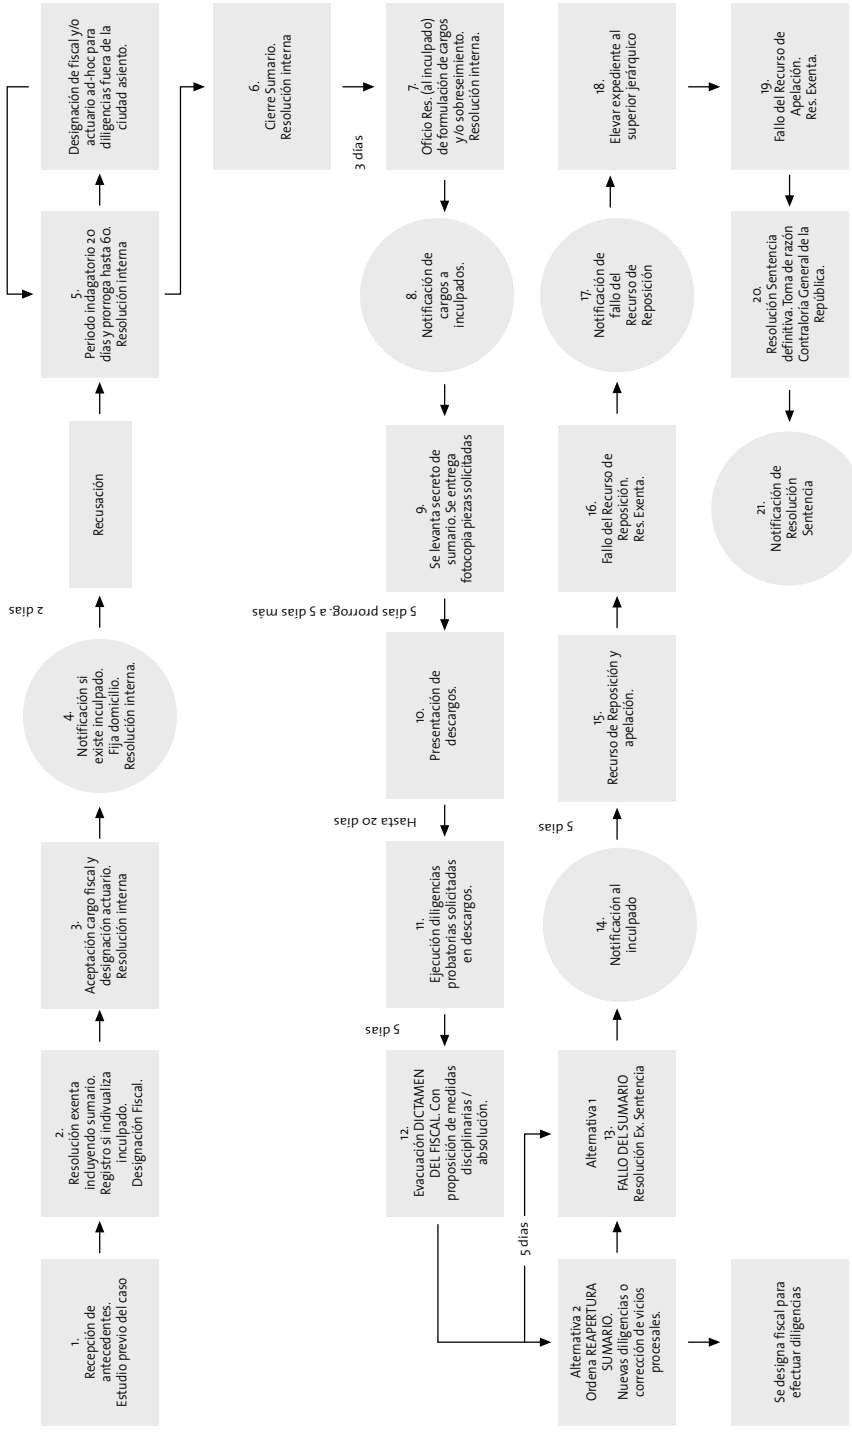 1.
Recepción de
antecedentes.
Estudio previo del caso
2.
Resolución exenta
incluyendo sumario.
Registro si indivualiza
inculpado.
Designación Fiscal.
3.
Aceptación cargo fiscal y
designación actuario.
Resolución interna
4.
Notificación si
existe inculpado.
Fija domicilio.
Resolución interna.
2 días
Recusación
5.
Periodo indagatorio 20
días y prorroga hasta 60.
Resolución interna
Designación de fiscal y/o
actuario ad-hoc para
diligencias fuera de la
ciudad asiento.
6.
Cierre Sumario.
Resolución interna
3 días
7.
Oficio Res. (al inculpado)
de formulación de cargos
y/o sobreseimiento.
Resolución interna.
8.
Notificación de
cargos a
inculpados.
9.
Se levanta secreto de
sumario. Se entrega
fotocopia piezas solicitadas
5 días prorrog. a 5 días más
10.
Presentación de
descargos.
Hasta 20 días
11.
Ejecución diligencias
probatorias solicitadas
en descargos.
5 días
12.
Evacuación DICTAMEN
DEL FISCAL. Con
proposición de medidas
disciplinarias /
absolución.
5 días
Alternativa 2
Ordena REAPERTURA
SUMARIO.
Nuevas diligencias o
corrección de vicios
procesales.
Se designa fiscal para
efectuar diligencias
Alternativa 1
13.
FALLO DEL SUMARIO
Resolución Ex. Sentencia
14.
Notificación al
inculpado
5 días
15.
Recurso de Reposición y
apelación.
16.
Fallo del Recurso de
Reposición.
Res. Exenta.
17.
Notificación de
fallo del
Recurso de
Reposición
18.
Elevar expediente al
superior jerárquico
19.
Fallo del Recurso de
Apelación.
Res. Exenta.
20.
Resolución Sentencia
definitiva. Toma de razón
Contraloría General de la
República.
21.
Notificación de
Resolución
Sentencia